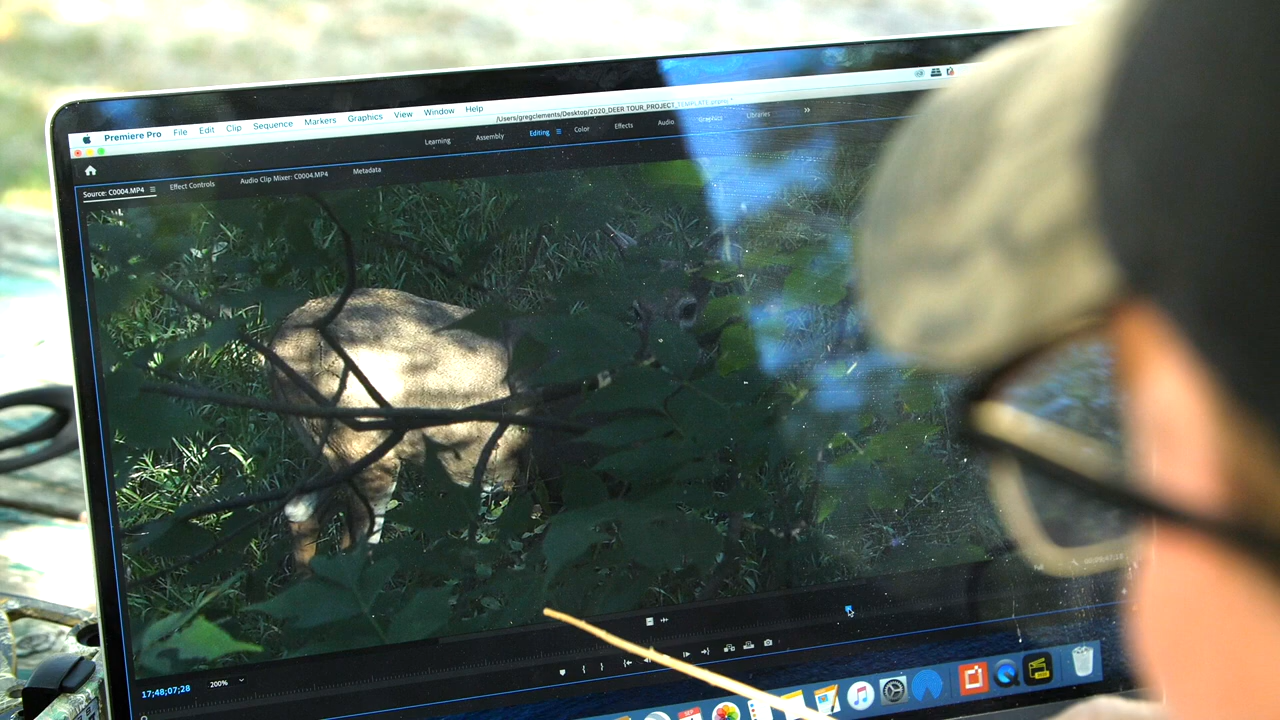 Premiere Pro File Edit Clip Sequence Markers Graphics View Window Help
/Users/gregclements/Desktop/2020_DEER TOUR_PROJECT_TEMPLATE.prproj *
Learning Assembly Editing Color Effects Audio Graphics Libraries
Source: C0004.MP4 Effect Controls Audio Clip Mixer: C0004.MP4 Metadata
17;48;07;28 200%